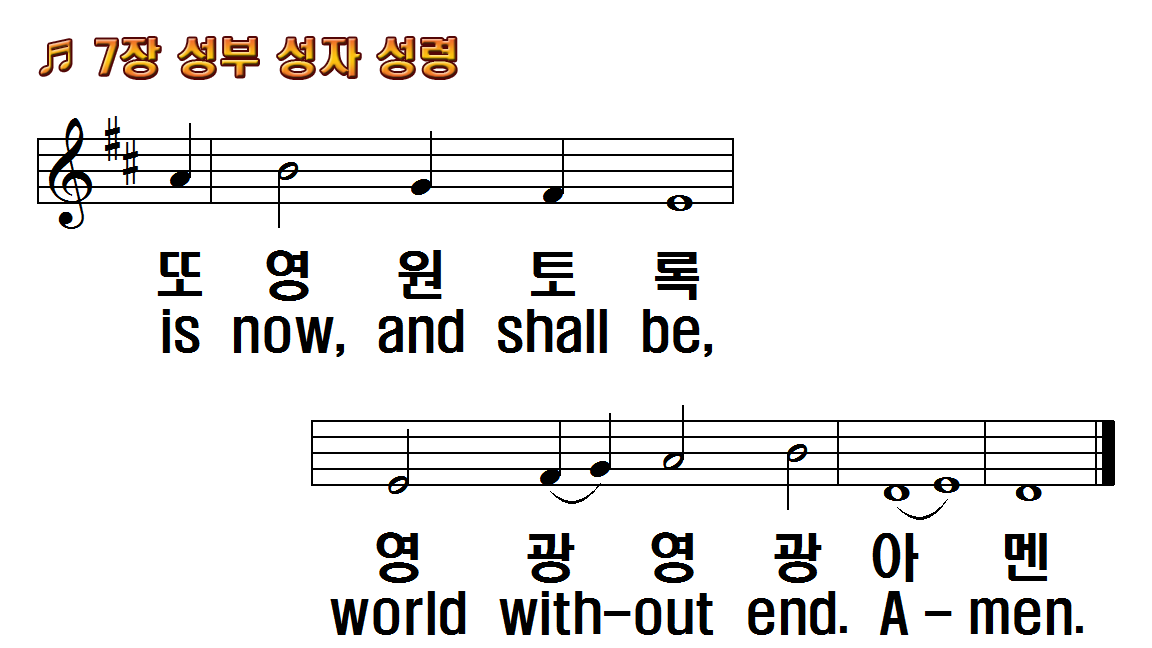 7장 성부 성자 성령
또 영 원 토 록
is now, and shall be,
영 광 영 광 아 멘
world with-out end. A - men.